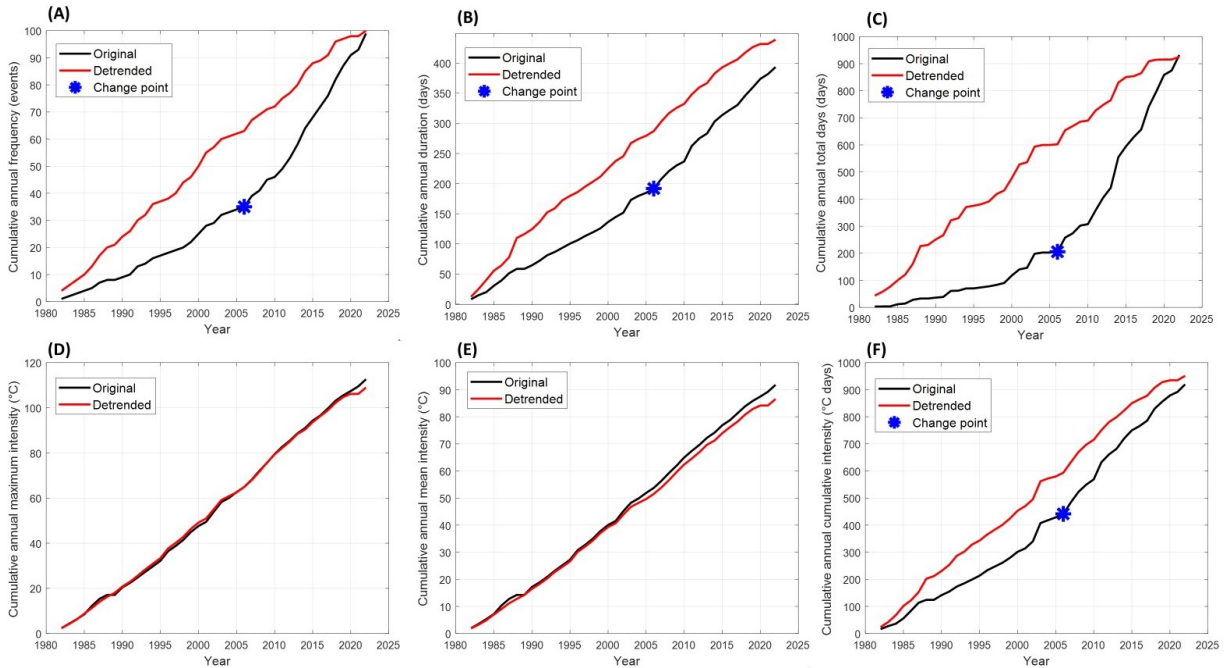 (A)
Cumulative annual frequency (events)
100
90
80
70
60
50
40
30
20
10
0
Original
Detrended
Change point
1980 1985 1990 1995 2000 2005 2010 2015 2020 2025
Year
(B)
Cumulative annual duration (days)
400
350
300
250
200
150
100
50
0
Original
Detrended
Change point
1980 1985 1990 1995 2000 2005 2010 2015 2020 2025
Year
(C)
Cumulative annual total days (days)
1000
900
800
700
600
500
400
300
200
100
0
Original
Detrended
Change point
1980 1985 1990 1995 2000 2005 2010 2015 2020 2025
Year
(D)
Cumulative annual maximum intensity (°C)
120
100
80
60
40
20
0
Original
Detrended
1980 1985 1990 1995 2000 2005 2010 2015 2020 2025
Year
(E)
Cumulative annual mean intensity (°C)
100
90
80
70
60
50
40
30
20
10
0
Original
Detrended
1980 1985 1990 1995 2000 2005 2010 2015 2020 2025
Year
(F)
Cumulative annual cumulative intensity (°C days)
1000
900
800
700
600
500
400
300
200
100
0
Original
Detrended
Change point
1980 1985 1990 1995 2000 2005 2010 2015 2020 2025
Year